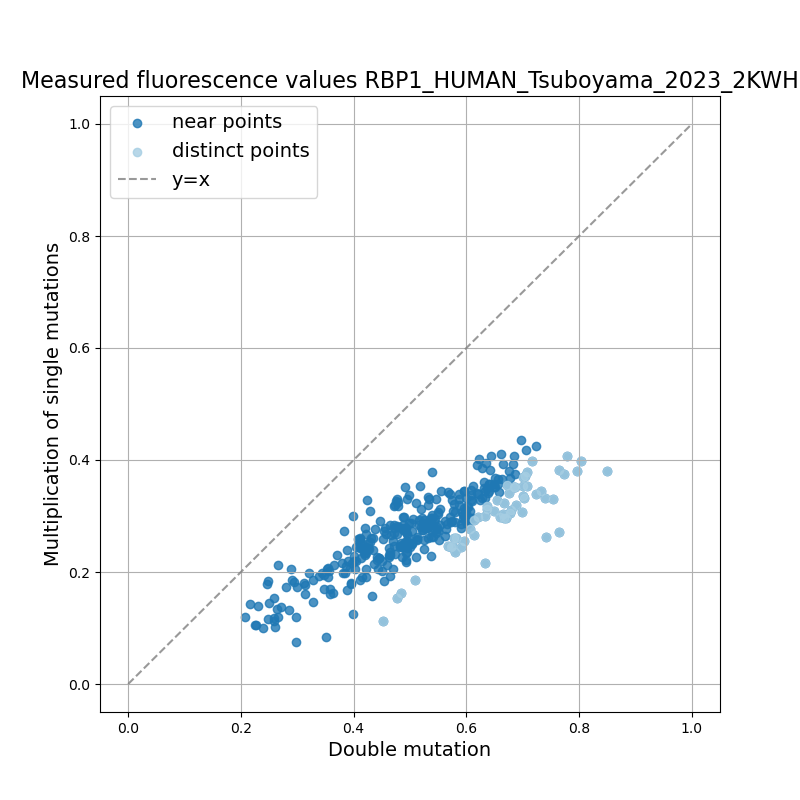 Measured fluorescence values RBP1_HUMAN_Tsuboyama_2023_2KWH
near points
distinct points
y=x
Multiplication of single mutations
1.0
0.8
0.6
0.4
0.2
0.0
0.0 0.2 0.4 0.6 0.8 1.0
Double mutation